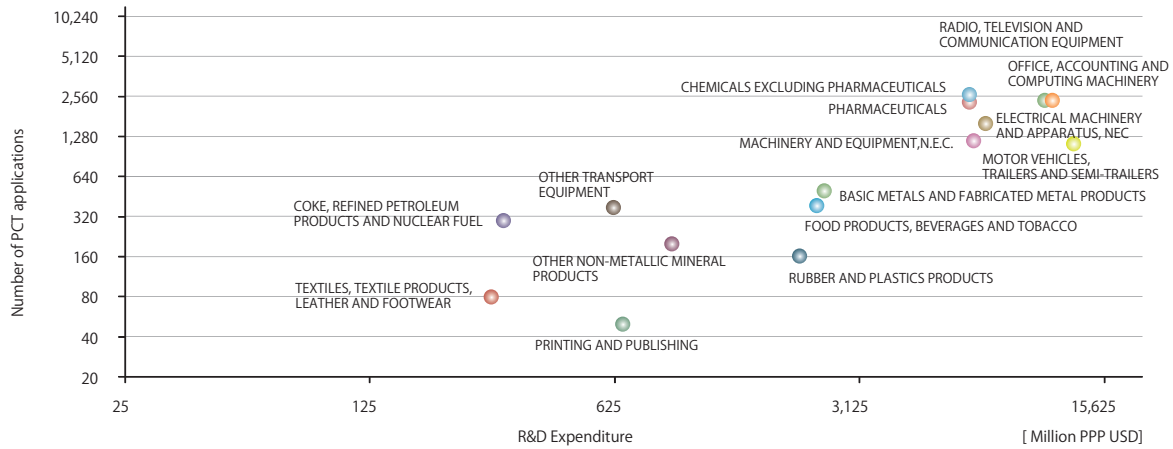 10,240
5,120
2,560
1,280
640
320
160
80
40
20
Number of PCT applications
RADIO, TELEVISION AND
COMMUNICATION EQUIPMENT
OFFICE, ACCOUNTING AND
COMPUTING MACHINERY
CHEMICALS EXCLUDING PHARMACEUTICALS
PHARMACEUTICALS
ELECTRICAL MACHINERY
AND APPARATUS, NEC
MACHINERY AND EQUIPMENT,N.E.C.
MOTOR VEHICLES,
TRAILERS AND SEMI-TRAILERS
OTHER TRANSPORT
EQUIPMENT
BASIC METALS AND FABRICATED METAL PRODUCTS
COKE, REFINED PETROLEUM
PRODUCTS AND NUCLEAR FUEL
FOOD PRODUCTS, BEVERAGES AND TOBACCO
OTHER NON-METALLIC MINERAL
PRODUCTS
RUBBER AND PLASTICS PRODUCTS
TEXTILES, TEXTILE PRODUCTS,
LEATHER AND FOOTWEAR
PRINTING AND PUBLISHING
25
125
625
3,125
15,625
R&D Expenditure
[ Million PPP USD]